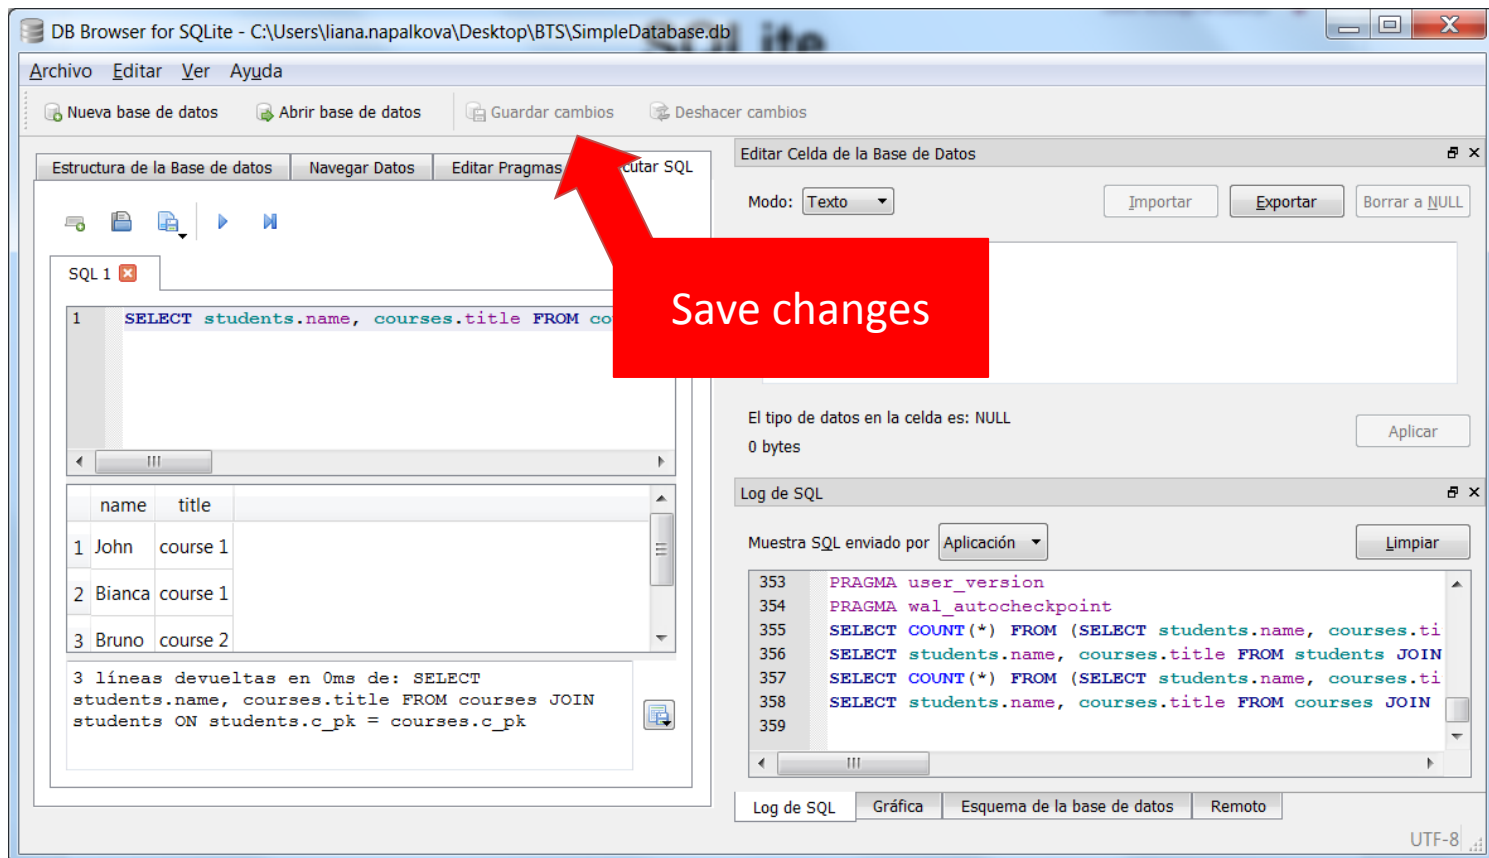 SQLite
DB Browser for SQLite - C:\Users\liana.napalkova\Desktop\BTS\SimpleDatabase.db
Archivo Editar Ver Ayuda
Nueva base de datos Abrir base de datos Guardar cambios Deshacer cambios
Estructura de la Base de datos Navegar Datos Editar Pragmas cutar SQL
SQL 1
1 SELECT students.name, courses.title FROM co
name title
1 John course 1
2 Bianca course 1
3 Bruno course 2
3 líneas devueltas en 0ms de: SELECT
students.name, courses.title FROM courses JOIN
students ON students.c_pk = courses.c_pk
Save changes
Editar Celda de la Base de Datos
Modo: Texto Importar Exportar Borrar a NULL
El tipo de datos en la celda es: NULL
0 bytes
Aplicar
Log de SQL
Muestra SQL enviado por Aplicación Limpiar
353 PRAGMA user_version
354 PRAGMA wal_autocheckpoint
355 SELECT COUNT(*) FROM (SELECT students.name, courses.ti
356 SELECT students.name, courses.title FROM students JOIN
357 SELECT COUNT(*) FROM (SELECT students.name, courses.ti
358 SELECT students.name, courses.title FROM courses JOIN
359
Log de SQL Gráfica Esquema de la base de datos Remoto
UTF-8